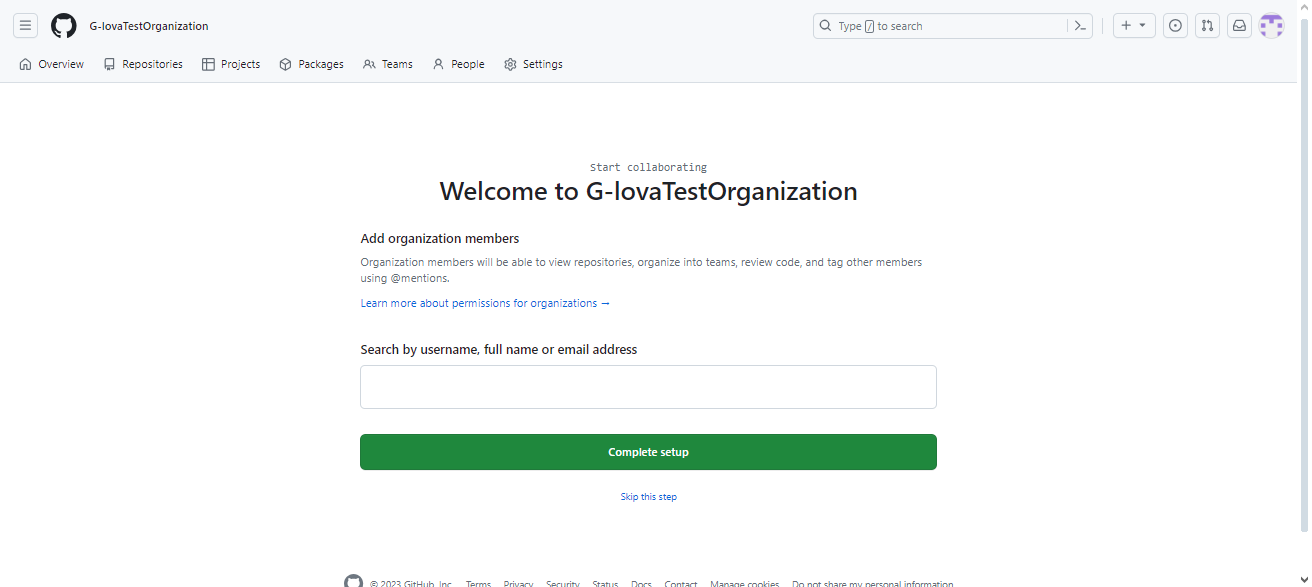 G-lovaTestOrganization
Type / to search
Overview Repositories Projects Packages Teams People Settings
Start collaborating
Welcome to G-lovaTestOrganization
Add organization members
Organization members will be able to view repositories, organize into teams, review code, and tag other members
using @mentions.
Learn more about permissions for organizations →
Search by username, full name or email address
Complete setup
Skip this step
© 2023 GitHub, Inc. Terms Privacy Security Status Docs Contact Manage cookies Do not share my personal information